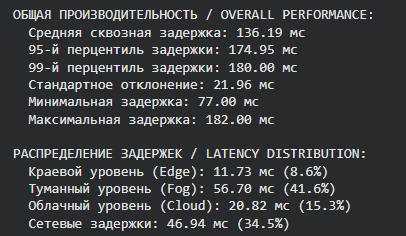 ОБЩАЯ ПРОИЗВОДИТЕЛЬНОСТЬ / OVERALL PERFORMANCE:
Средняя сквозная задержка: 136.19 мс
95-й перцентиль задержки: 174.95 мс
99-й перцентиль задержки: 180.00 мс
Стандартное отклонение: 21.96 мс
Минимальная задержка: 77.00 мс
Максимальная задержка: 182.00 мс
РАСПРЕДЕЛЕНИЕ ЗАДЕРЖЕК / LATENCY DISTRIBUTION:
Краевой уровень (Edge): 11.73 мс (8.6%)
Туманный уровень (Fog): 56.70 мс (41.6%)
Облачный уровень (Cloud): 20.82 мс (15.3%)
Сетевые задержки: 46.94 мс (34.5%)